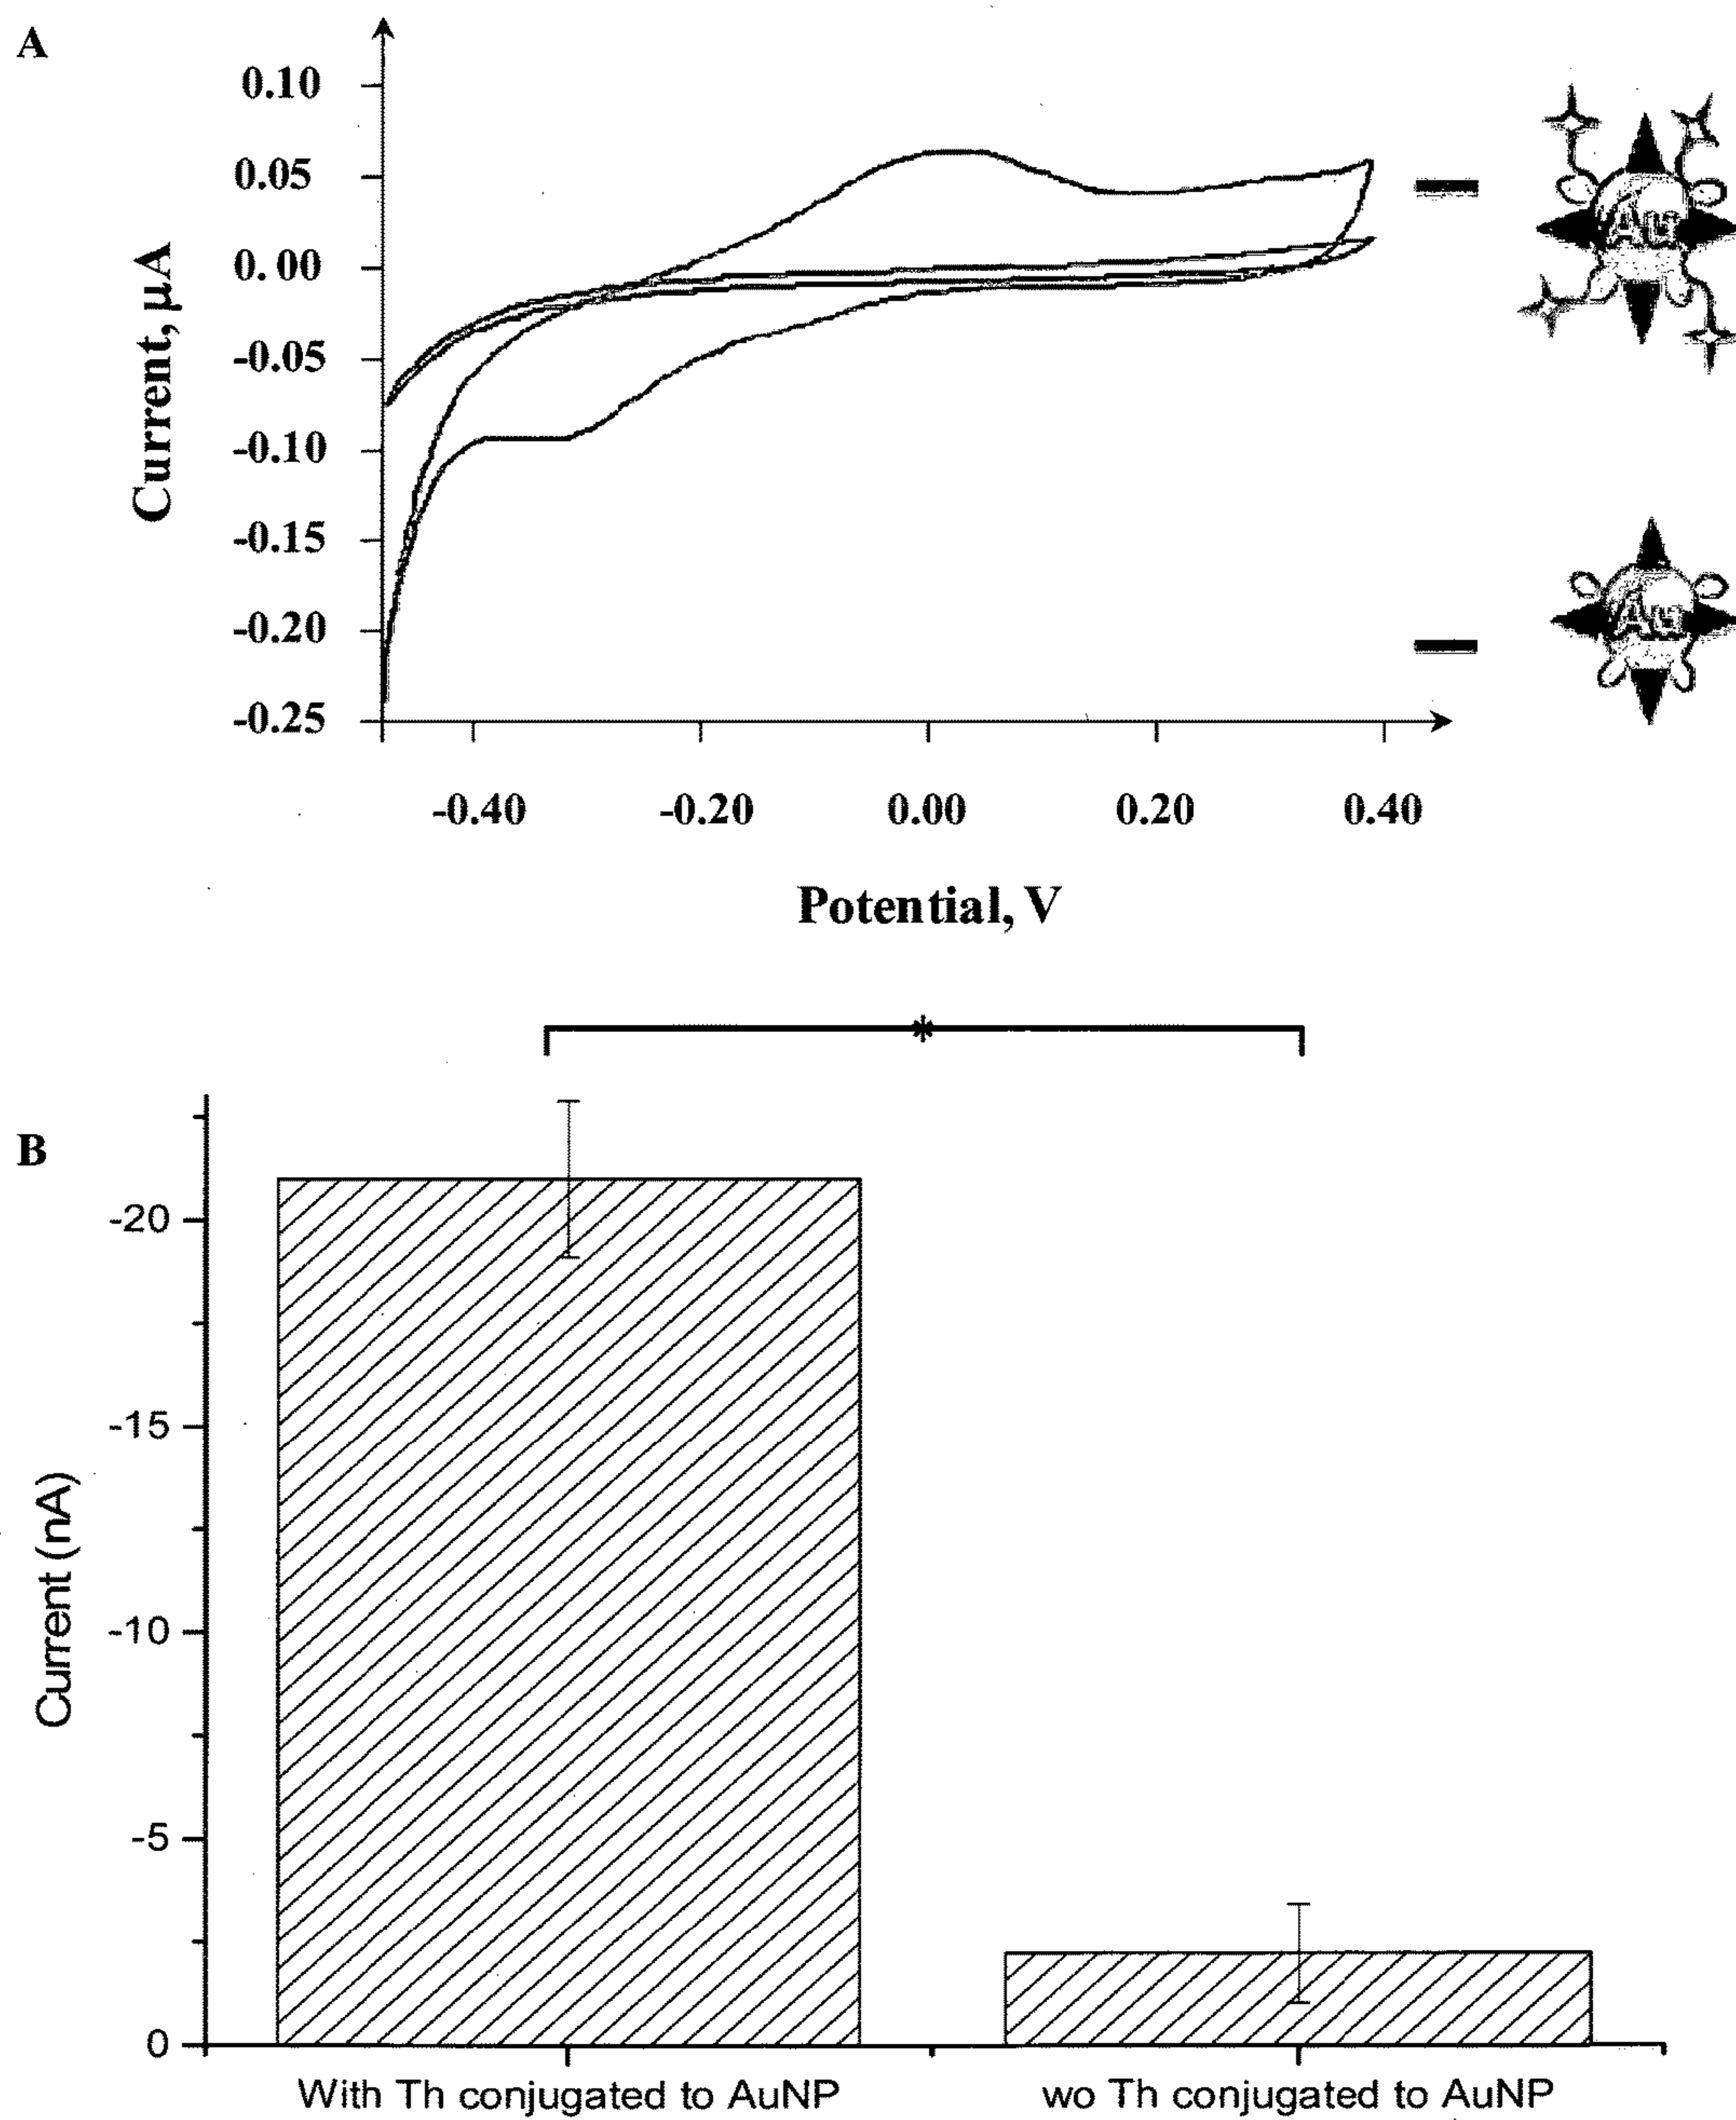 A
0.10
0.05
0.00
-0.05
-0.10
-0.15
-0.20
-0.25
Current, µA
-0.40 -0.20 0.00 0.20 0.40
Potential, V
Au
Au
*
B
-20
-15
-10
-5
0
Current (nA)
With Th conjugated to AuNP wo Th conjugated to AuNP